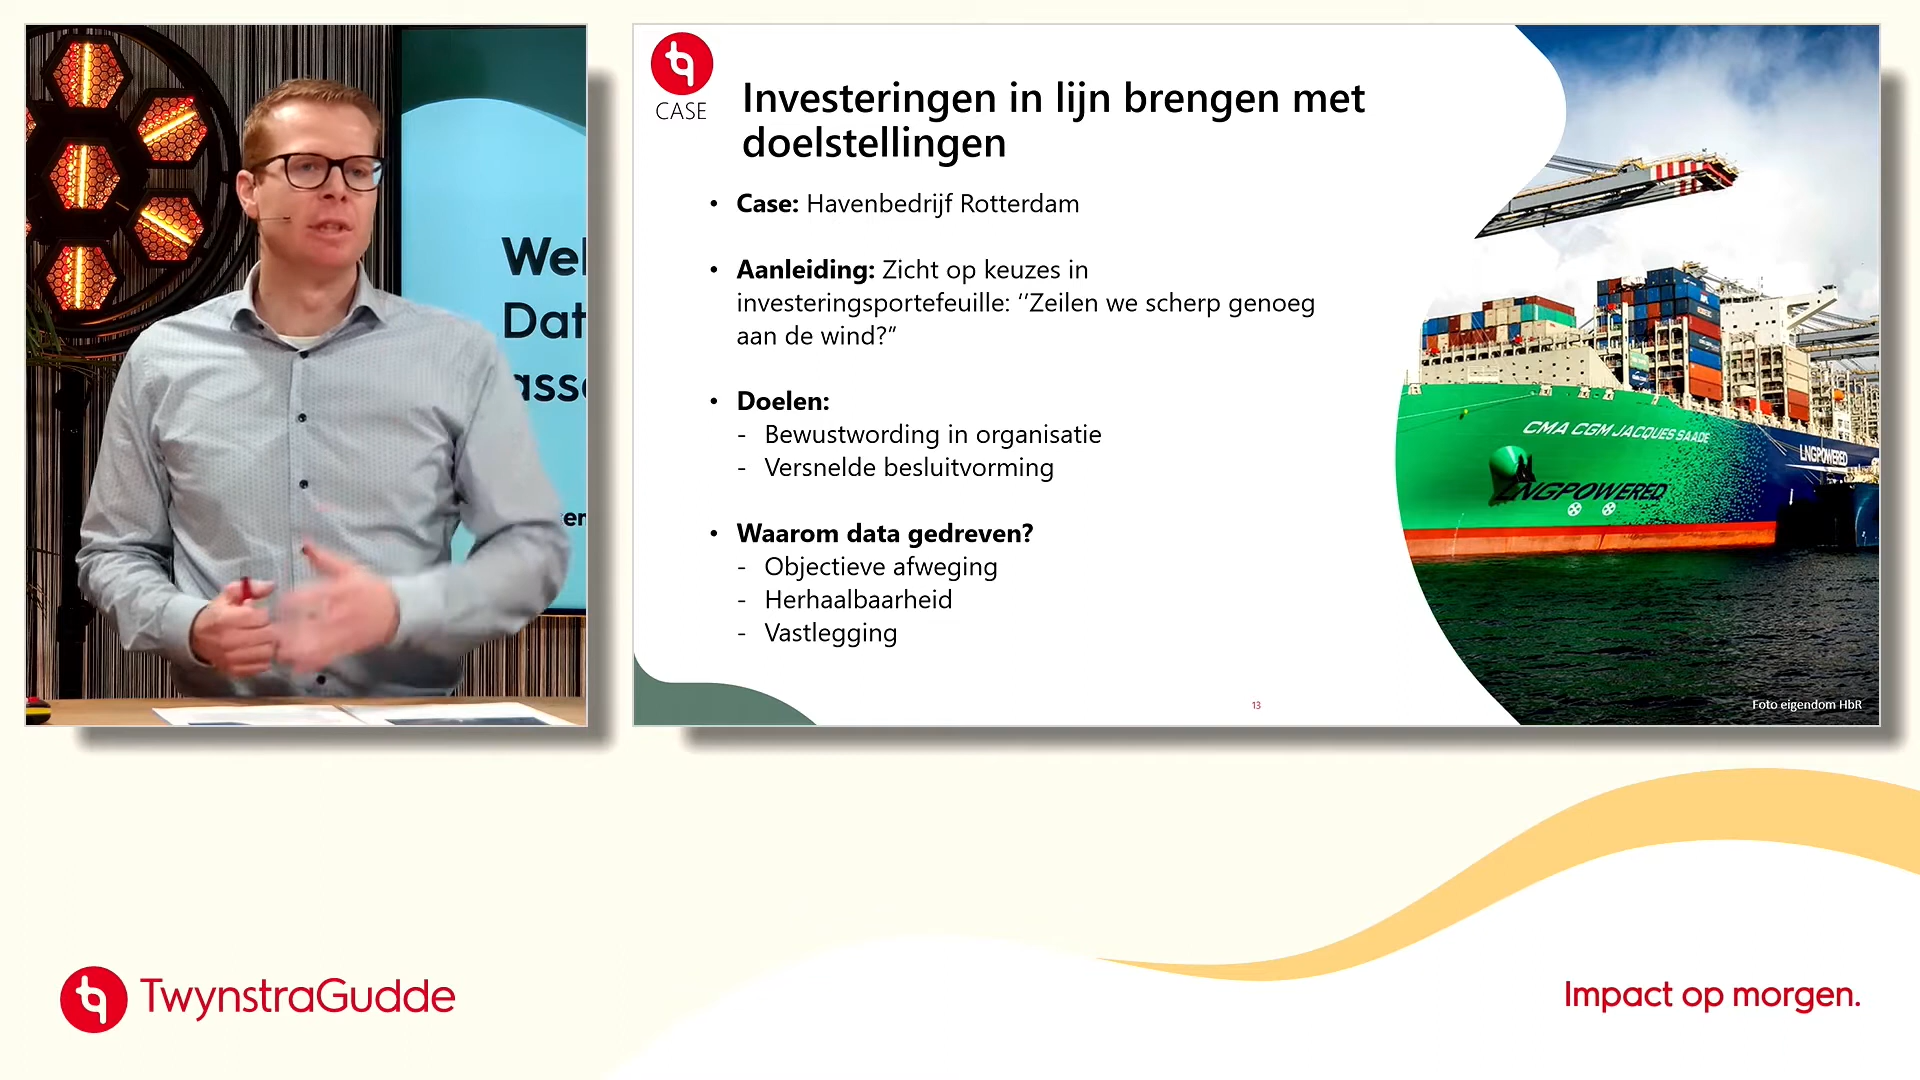 Wel
Dat
asse
CASE
Investeringen in lijn brengen met
doelstellingen
• Case: Havenbedrijf Rotterdam
• Aanleiding: Zicht op keuzes in
investeringsportefeuille: ‘‘Zeilen we scherp genoeg
aan de wind?”
• Doelen:
- Bewustwording in organisatie
- Versnelde besluitvorming
• Waarom data gedreven?
- Objectieve afweging
- Herhaalbaarheid
- Vastlegging
13
CMA CGM JACQUES SAADE
LNGPOWERED
LNGPOWERED
Foto eigendom HbR
TwynstraGudde
Impact op morgen.